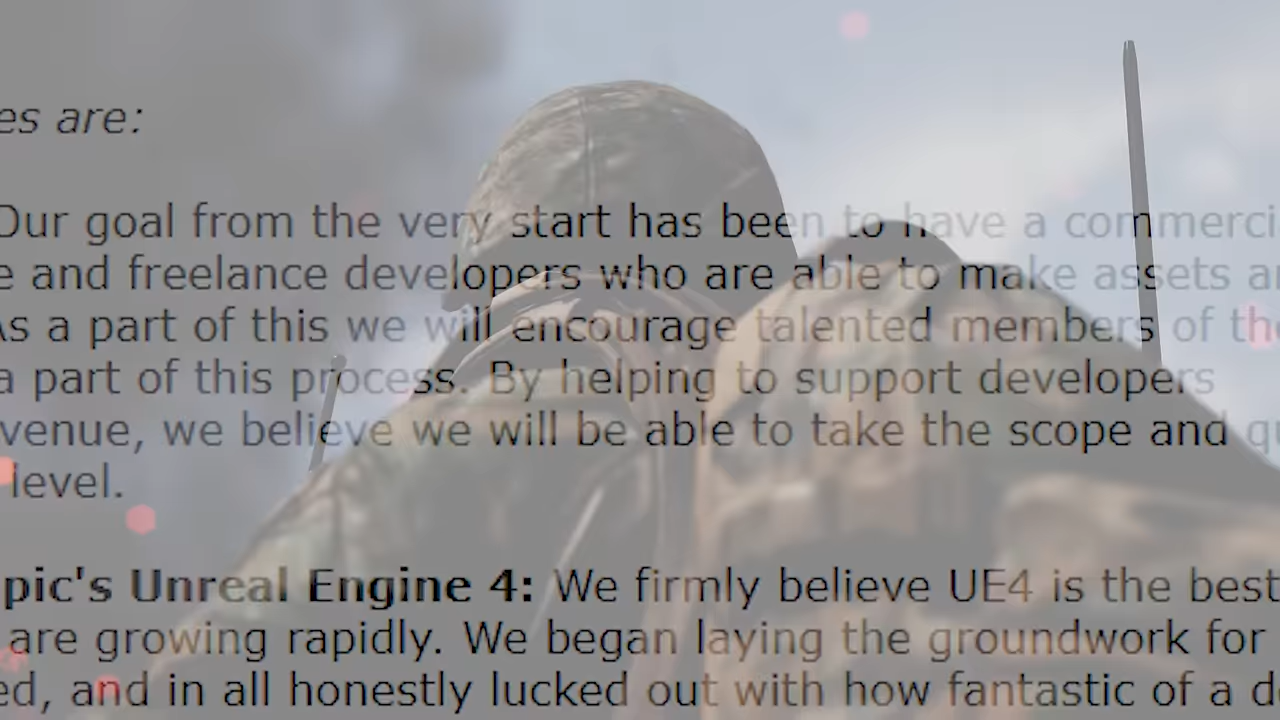 es are:
Our goal from the very start has been to have a commerci
e and freelance developers who are able to make assets a
As a part of this we will encourage talented members of th
a part of this process. By helping to support developers
venue, we believe we will be able to take the scope and qu
level.
pic's Unreal Engine 4: We firmly believe UE4 is the best
are growing rapidly. We began laying the groundwork for
ed, and in all honestly lucked out with how fantastic of a d